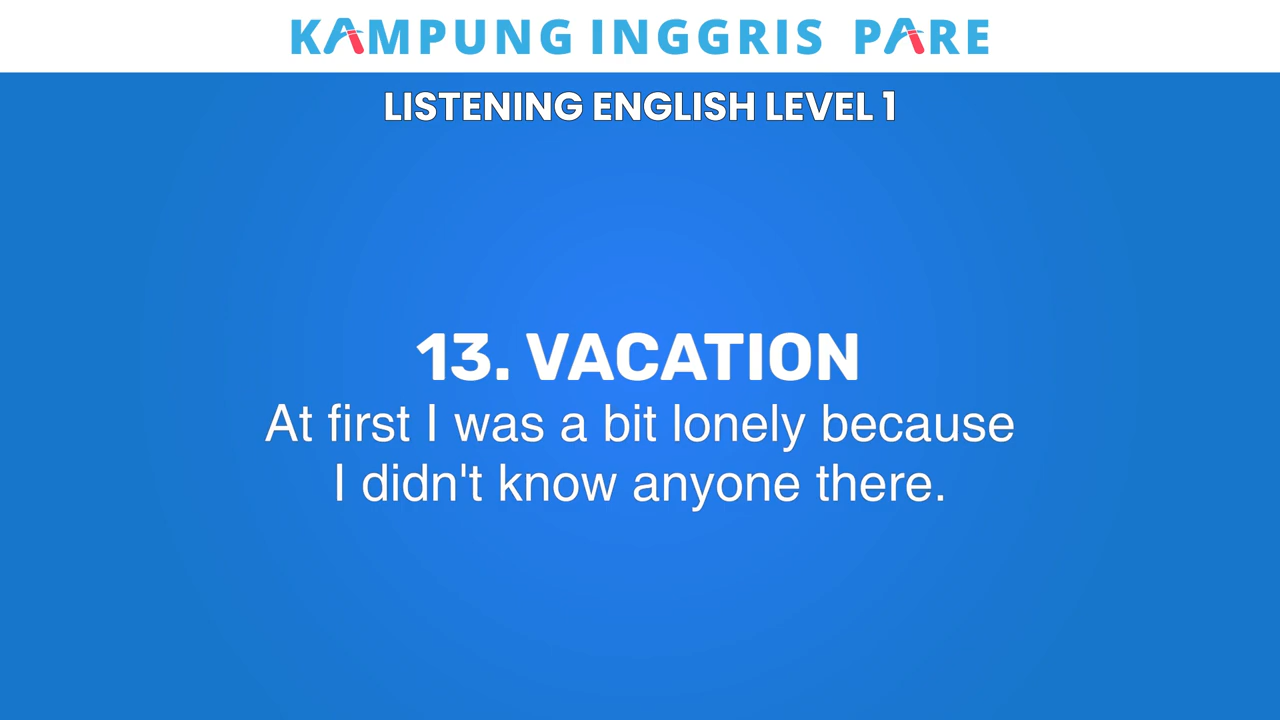 KAMPUNG INGGRIS PARE
LISTENING ENGLISH LEVEL 1
13. VACATION
At first I was a bit lonely because
I didn't know anyone there.